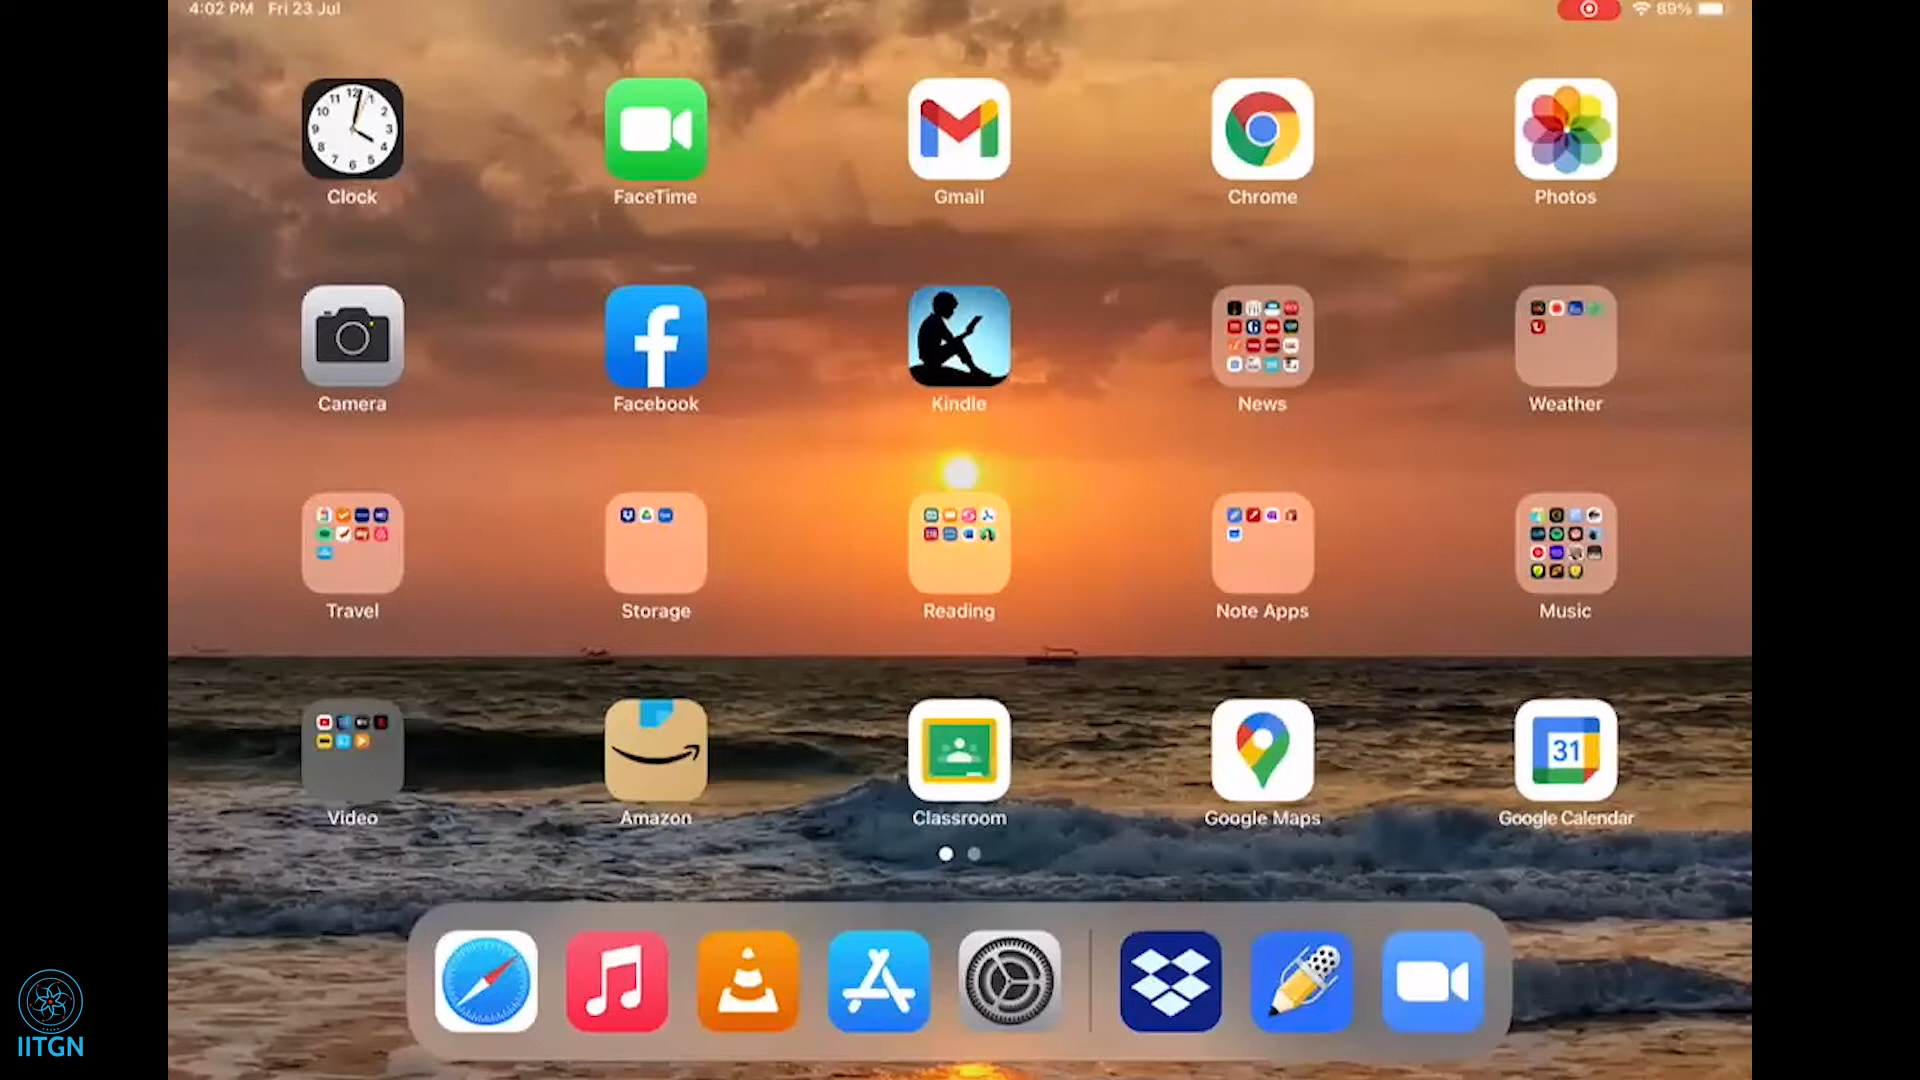 4:02 PM Fri 23 Jul
89%
Clock
FaceTime
Gmail
Chrome
Photos
Camera
Facebook
Kindle
News
Weather
Travel
Storage
Reading
Note Apps
Music
Video
Amazon
Classroom
Google Maps
31
Google Calendar
IITGN